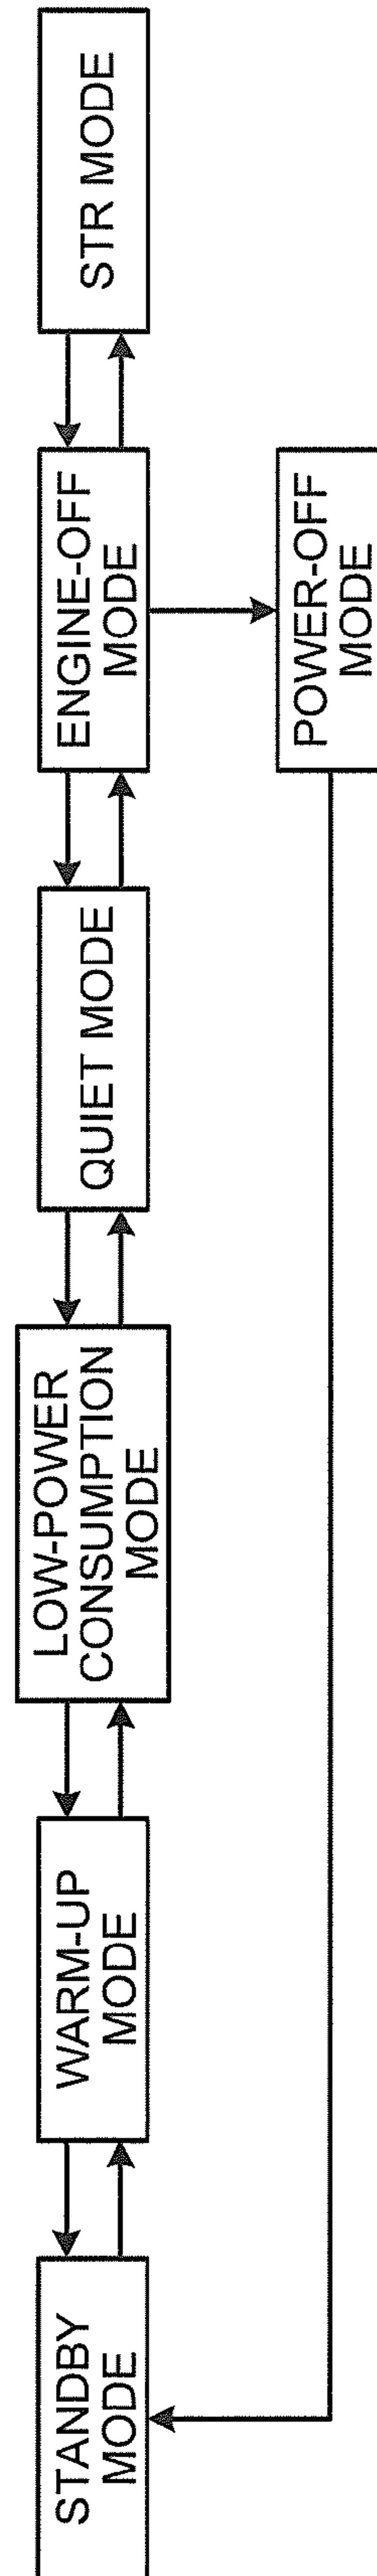 STANDBY
MODE
WARM-UP
MODE
LOW-POWER
CONSUMPTION
MODE
QUIET MODE
ENGINE-OFF
MODE
STR MODE
POWER-OFF
MODE